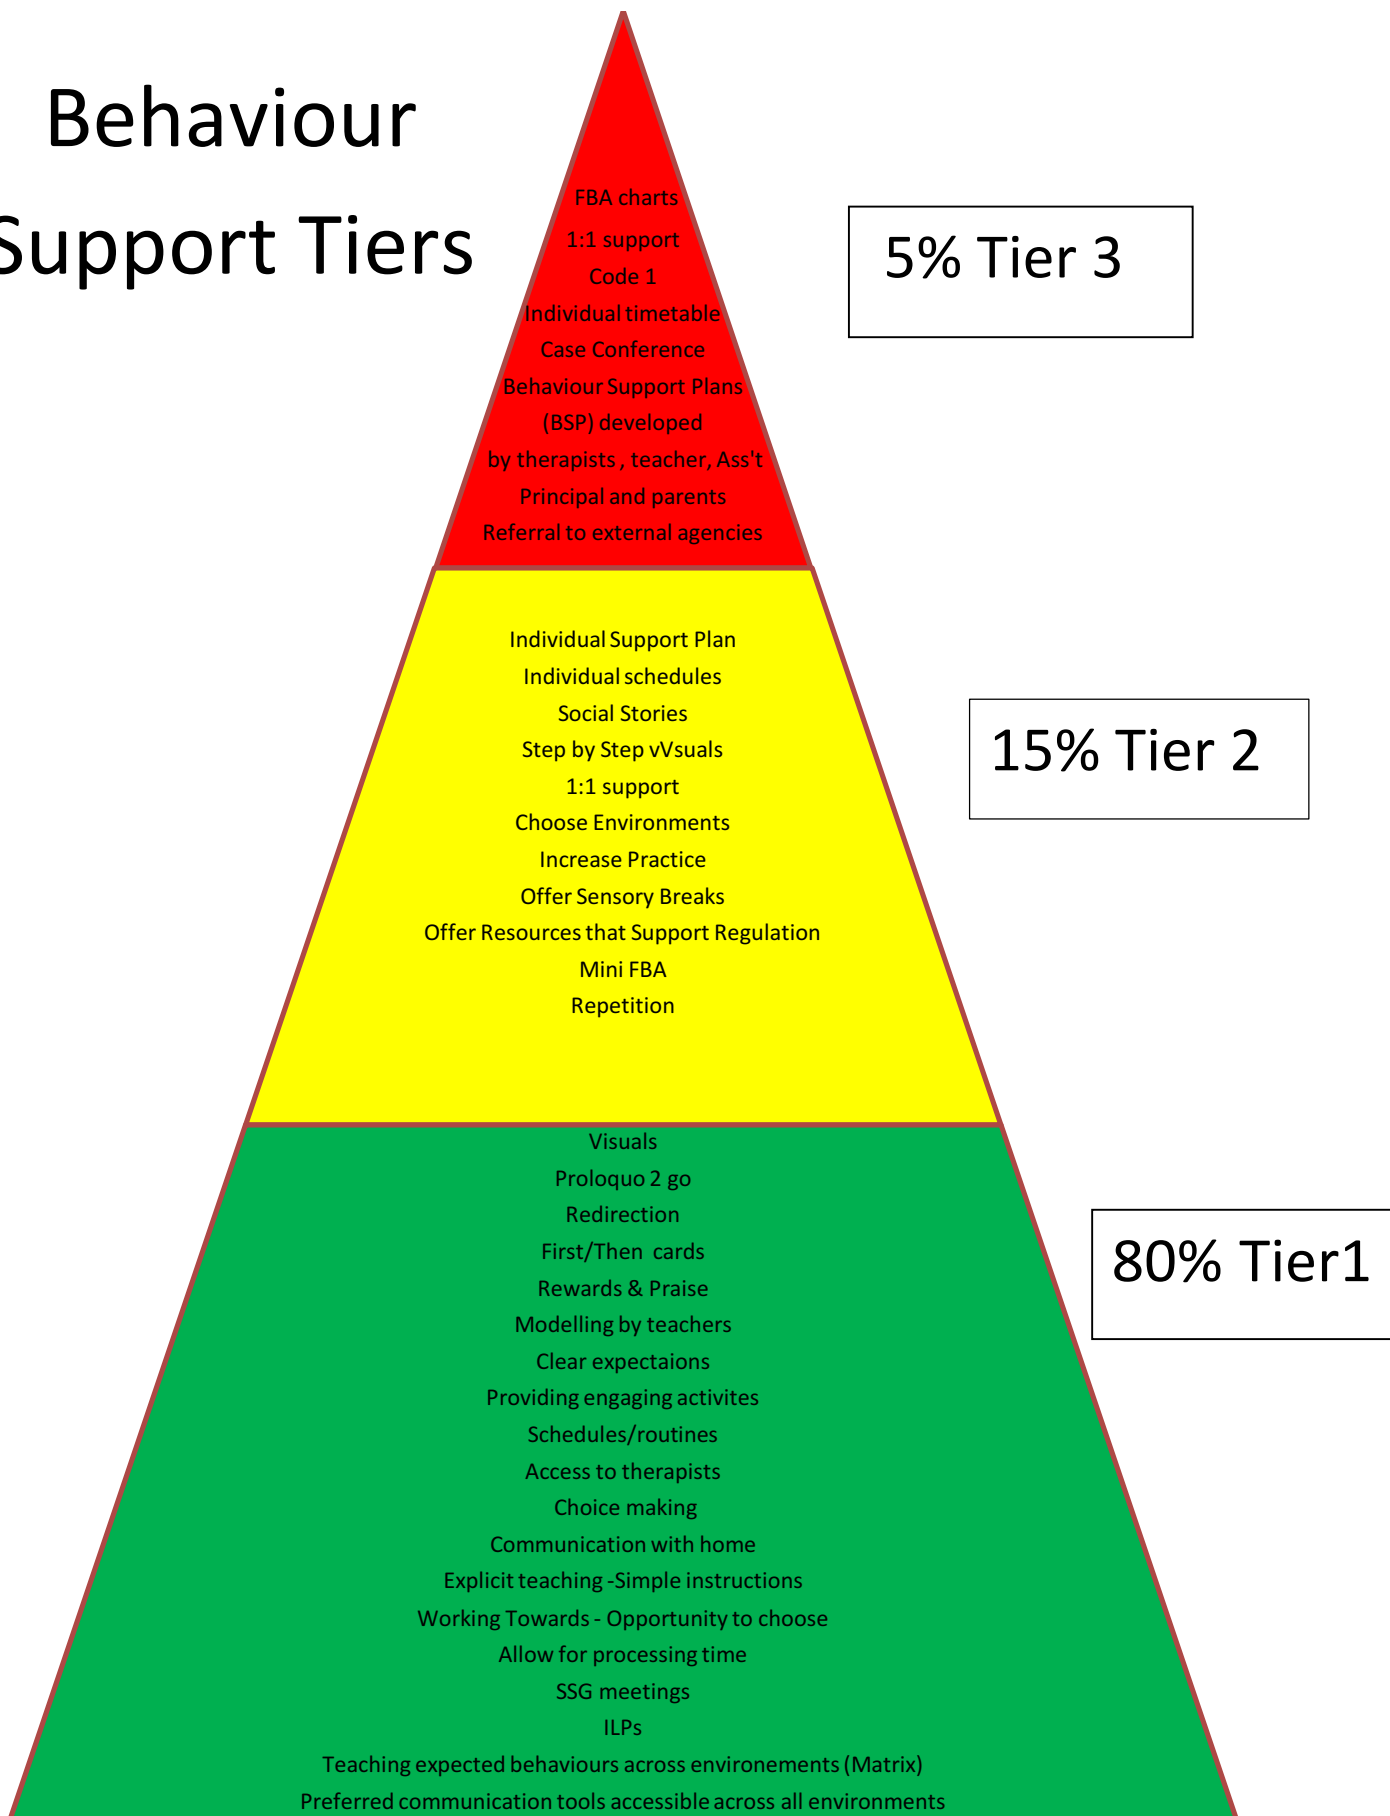 Behaviour
Support Tiers
FBA charts
1:1 support
Code 1
Individual timetable
Case Conference
Behaviour Support Plans
(BSP) developed
by therapists , teacher, Ass't
Principal and parents
Referral to external agencies
5% Tier 3
Individual Support Plan
Individual schedules
Social Stories
Step by Step vVsuals
1:1 support
Choose Environments
Increase Practice
Offer Sensory Breaks
Offer Resources that Support Regulation
Mini FBA
Repetition
15% Tier 2
Visuals
Proloquo 2 go
Redirection
First/Then cards
Rewards & Praise
Modelling by teachers
Clear expectaions
Providing engaging activites
Schedules/routines
Access to therapists
Choice making
Communication with home
Explicit teaching -Simple instructions
Working Towards - Opportunity to choose
Allow for processing time
SSG meetings
ILPs
Teaching expected behaviours across environements (Matrix)
Preferred communication tools accessible across all environments
80% Tier1